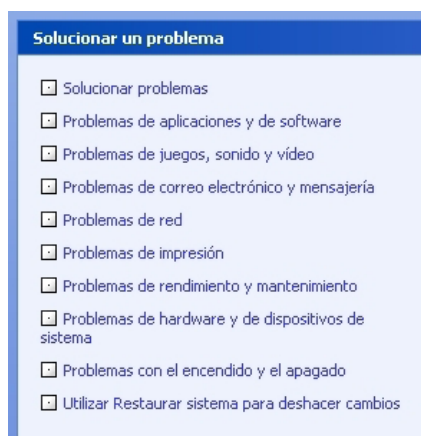 Solucionar un problema
Solucionar problemas
Problemas de aplicaciones y de software
Problemas de juegos, sonido y vídeo
Problemas de correo electrónico y mensajería
Problemas de red
Problemas de impresión
Problemas de rendimiento y mantenimiento
Problemas de hardware y de dispositivos de
sistema
Problemas con el encendido y el apagado
Utilizar Restaurar sistema para deshacer cambios